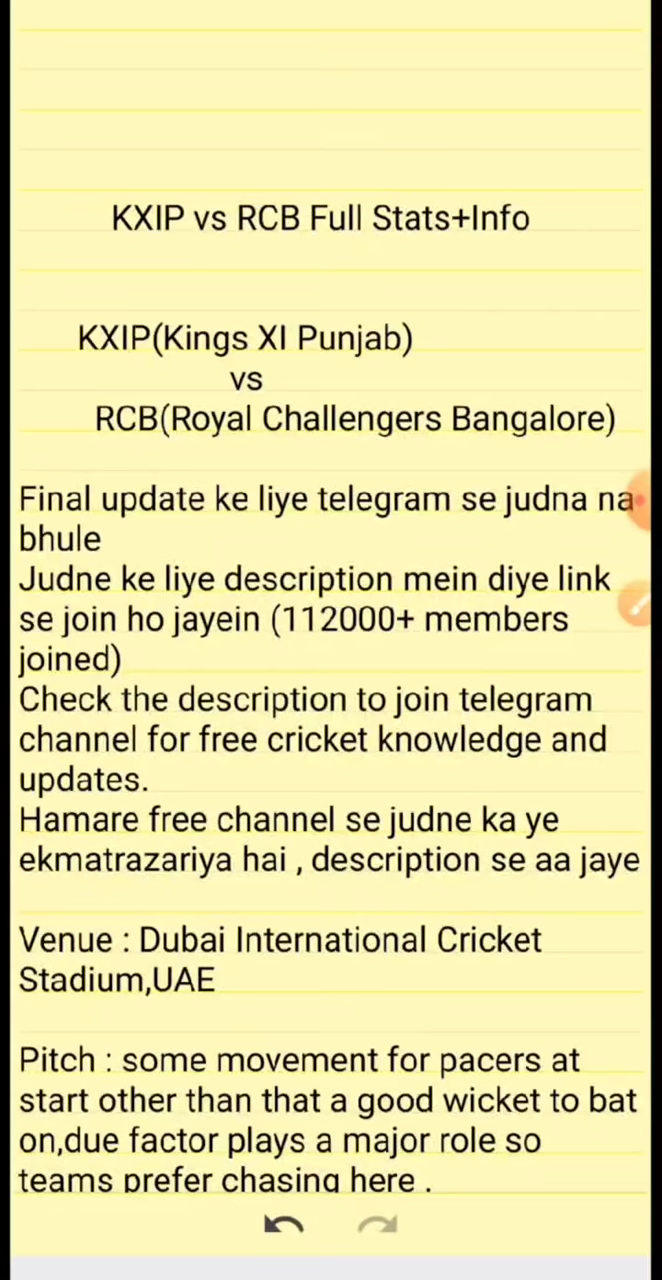 KXIP vs RCB Full Stats+Info
KXIP(Kings XI Punjab)
vs
RCB(Royal Challengers Bangalore)
Final update ke liye telegram se judna na
bhule
Judne ke liye description mein diye link
se join ho jayein (112000+ members
joined)
Check the description to join telegram
channel for free cricket knowledge and
updates.
Hamare free channel se judne ka ye
ekmatrazariya hai , description se aa jaye
Venue : Dubai International Cricket
Stadium,UAE
Pitch : some movement for pacers at
start other than that a good wicket to bat
on,due factor plays a major role so
teams prefer chasing here .